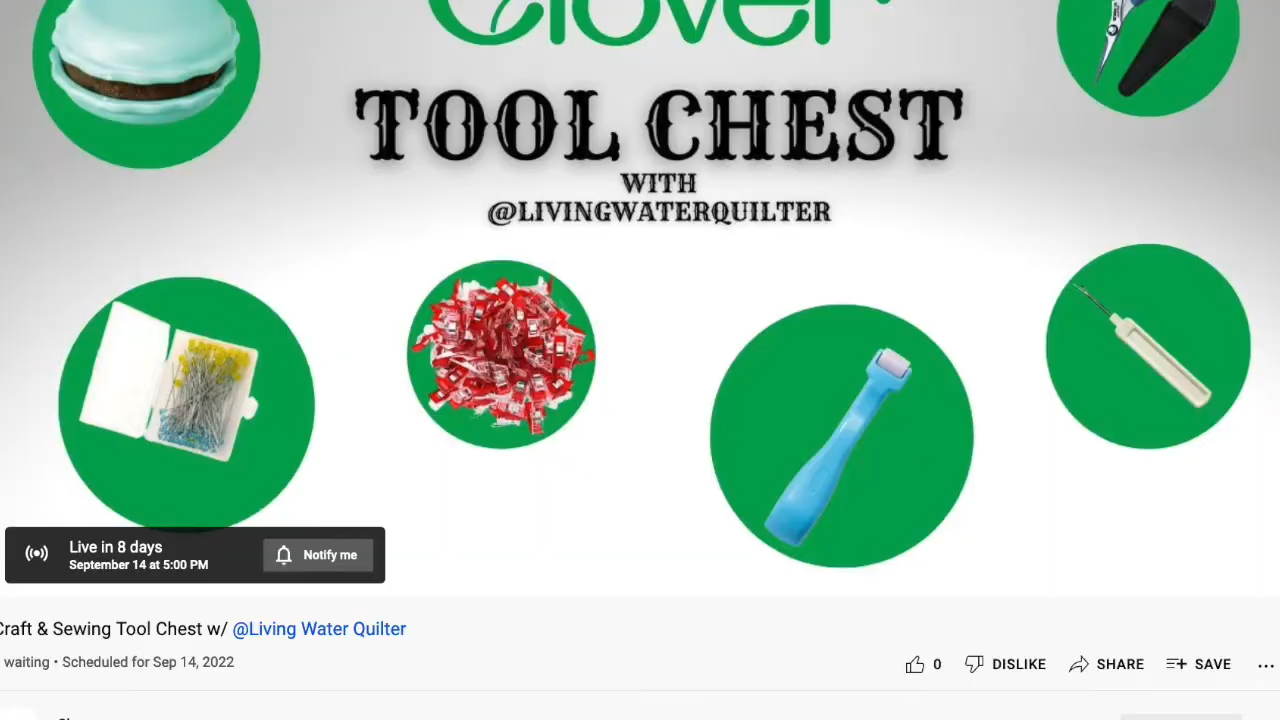 Clover
TOOL CHEST
WITH
@LIVINGWATERQUILTER
Live in 8 days
September 14 at 5:00 PM
Notify me
Craft & Sewing Tool Chest w/ @Living Water Quilter
waiting • Scheduled for Sep 14, 2022
0
DISLIKE
SHARE
SAVE